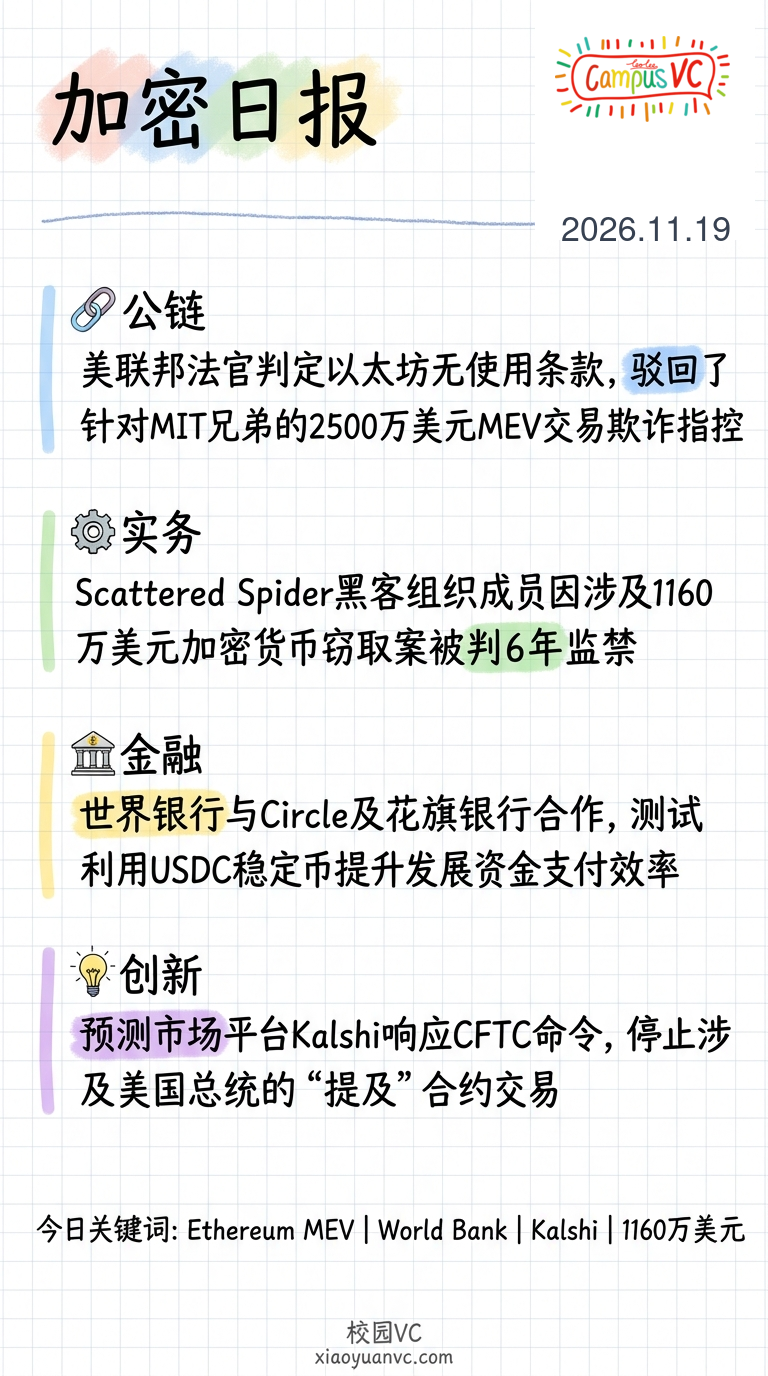 加密日报
leolee
Campus VC
2026.11.19
公链
美联邦法官判定以太坊无使用条款, 驳回了
针对MIT兄弟的2500万美元MEV交易欺诈指控
实务
Scattered Spider黑客组织成员因涉及1160
万美元加密货币窃取案被判6年监禁
金融
世界银行与Circle及花旗银行合作, 测试
利用USDC稳定币提升发展资金支付效率
创新
预测市场平台Kalshi响应CFTC命令, 停止涉
及美国总统的 “提及” 合约交易
今日关键词: Ethereum MEV | World Bank | Kalshi | 1160万美元
校园VC
xiaoyuanvc.com